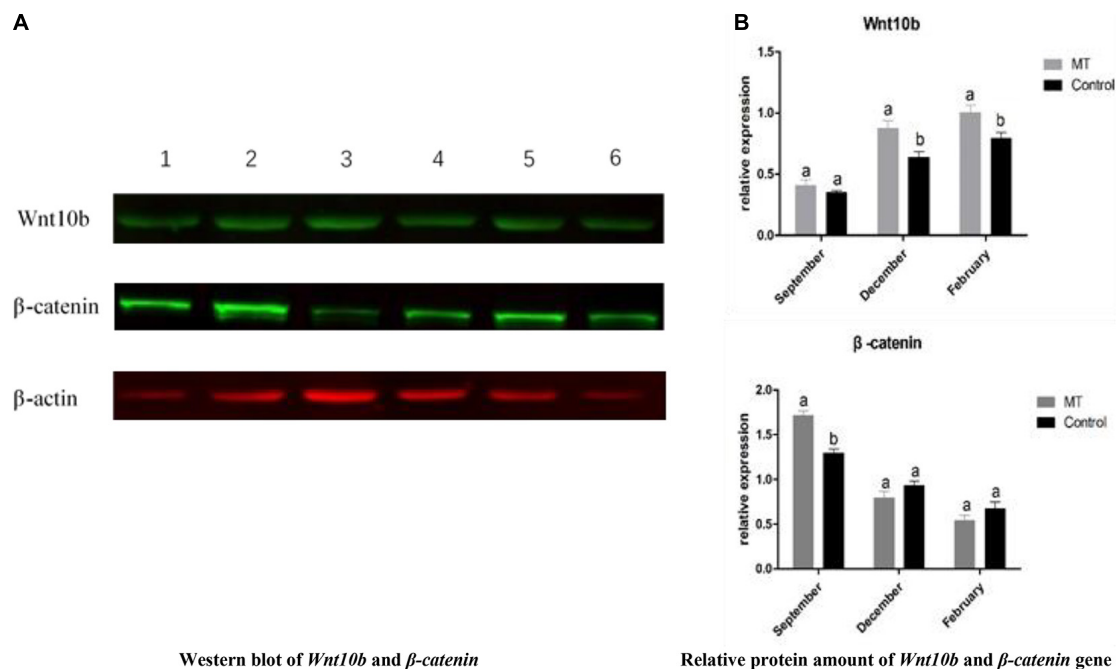 A
1 2 3 4 5 6
Wnt10b
β-catenin
β-actin
Western blot of Wnt10b and β-catenin
B
Wnt10b
relative expression
1.5
1.0
0.5
0.0
a a
a b
a b
September
December
February
MT
Control
β -catenin
relative expression
2.0
1.5
1.0
0.5
0.0
a b
a a
a a
September
December
February
MT
Control
Relative protein amount of Wnt10b and β-catenin gene